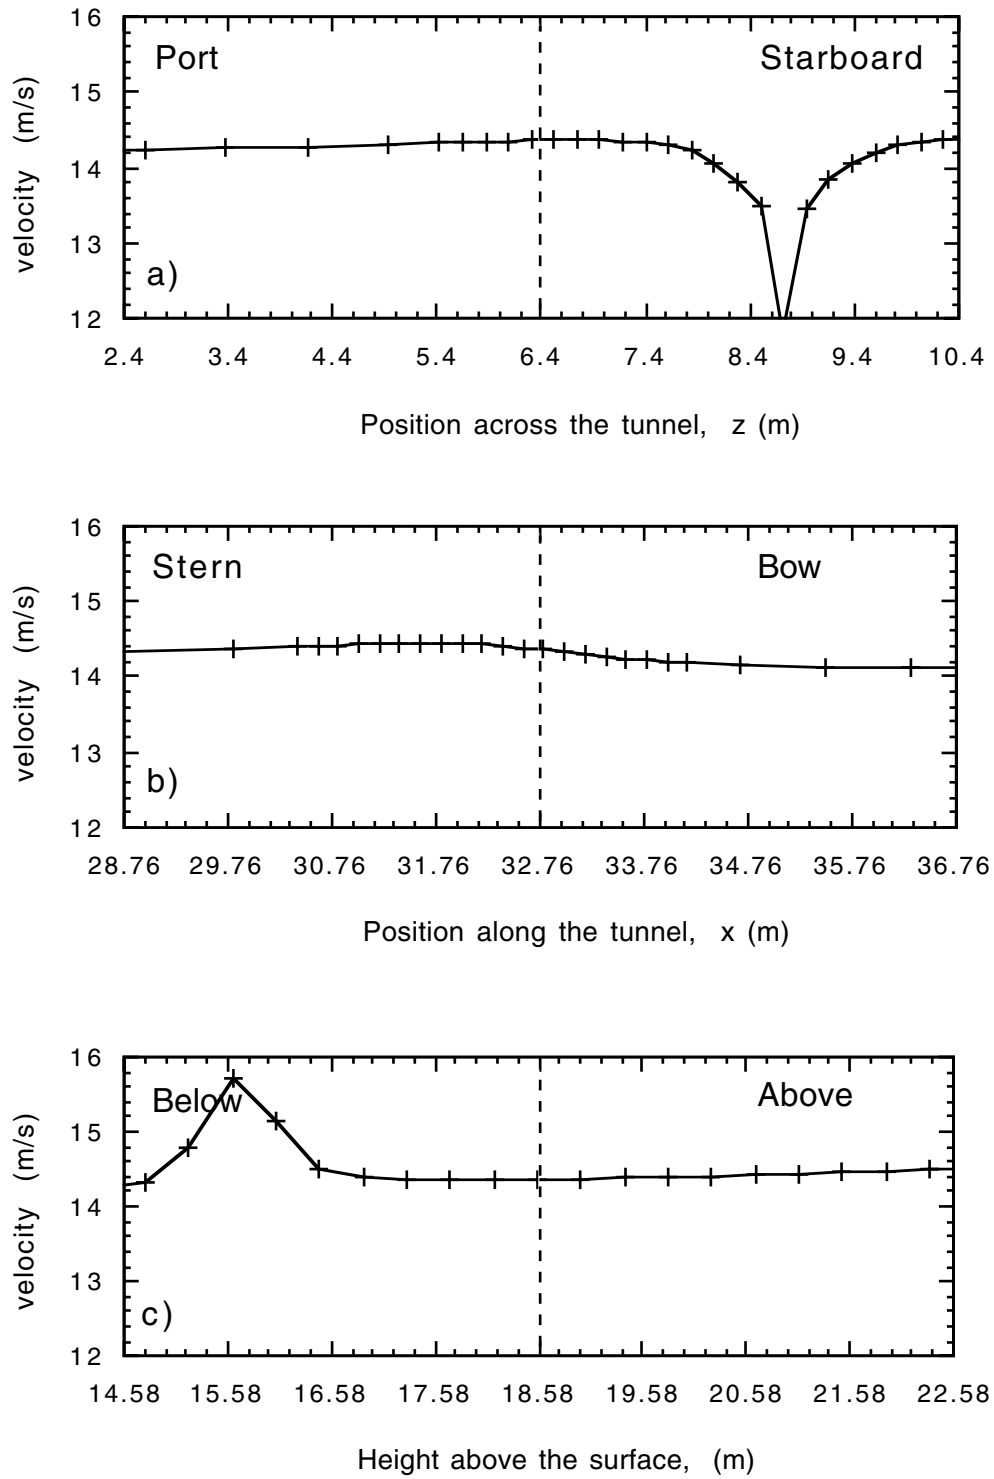 16
Port Starboard
15
14
13
a)
12
2.4 3.4 4.4 5.4 6.4 7.4 8.4 9.4 10.4
velocity (m/s)
Position across the tunnel, z (m)
16
Stern Bow
15
14
13
b)
12
28.76 29.76 30.76 31.76 32.76 33.76 34.76 35.76 36.76
velocity (m/s)
Position along the tunnel, x (m)
16
Below Above
15
14
13
c)
12
14.58 15.58 16.58 17.58 18.58 19.58 20.58 21.58 22.58
velocity (m/s)
Height above the surface, (m)